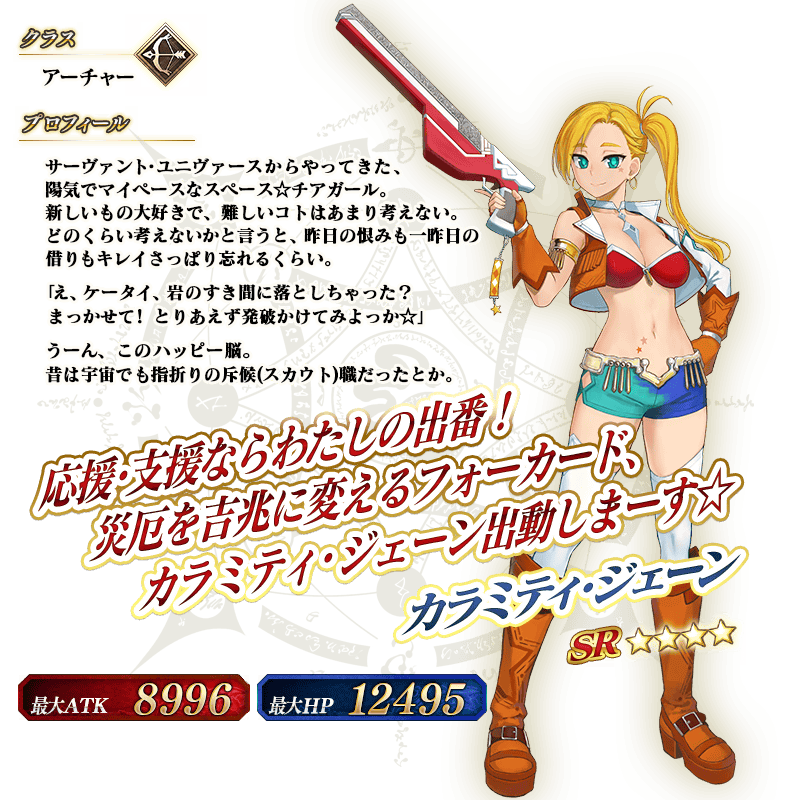 クラス
アーチャー
プロフィール
サーヴァント・ユニヴァースからやってきた、
陽気でマイペースなスペース☆チアガール。
新しいもの大好きで、難しいコトはあまり考えない。
どのくらい考えないかと言うと、昨日の恨みも一昨日の
借りもキレイさっぱり忘れるくらい。
「え、ケータイ、岩のすき間に落としちゃった？
まっかせて！とりあえず発破かけてみよっか☆」
うーん、このハッピー脳。
昔は宇宙でも指折りの斥候(スカウト)職だったとか。
応援・支援ならわたしの出番！
災厄を吉兆に変えるフォーカード、
カラミティ・ジェーン出動しまーす☆
カラミティ・ジェーン
SR ☆☆☆☆
最大ATK 8996
最大HP 12495